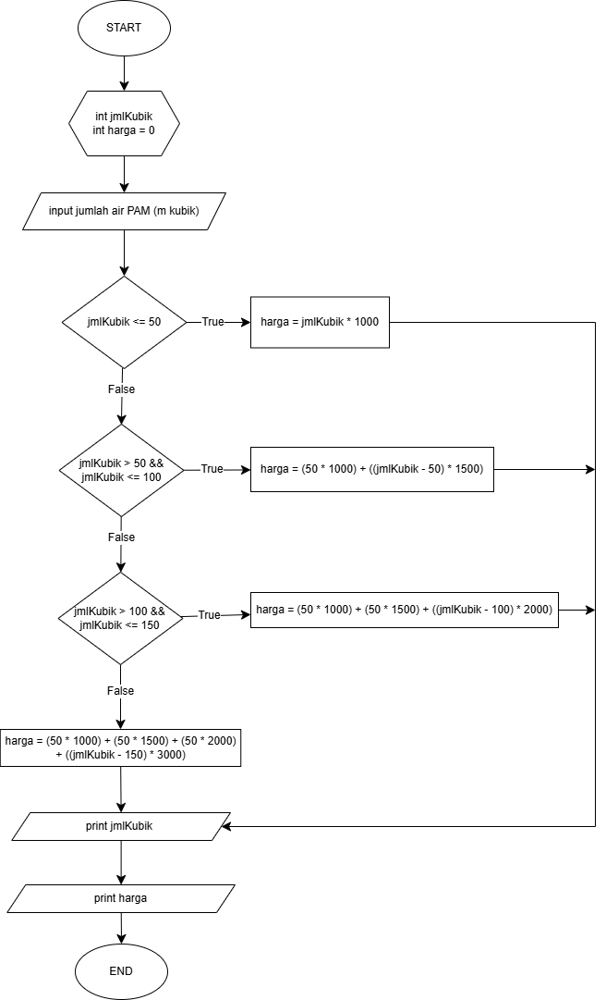 START
int jmlKubik
int harga = 0
input jumlah air PAM (m kubik)
jmlKubik <= 50
True
harga = jmlKubik * 1000
False
jmlKubik > 50 &&
jmlKubik <= 100
True
harga = (50 * 1000) + ((jmlKubik - 50) * 1500)
False
jmlKubik > 100 &&
jmlKubik <= 150
True
harga = (50 * 1000) + (50 * 1500) + ((jmlKubik - 100) * 2000)
False
harga = (50 * 1000) + (50 * 1500) + (50 * 2000)
+ ((jmlKubik - 150) * 3000)
print jmlKubik
print harga
END